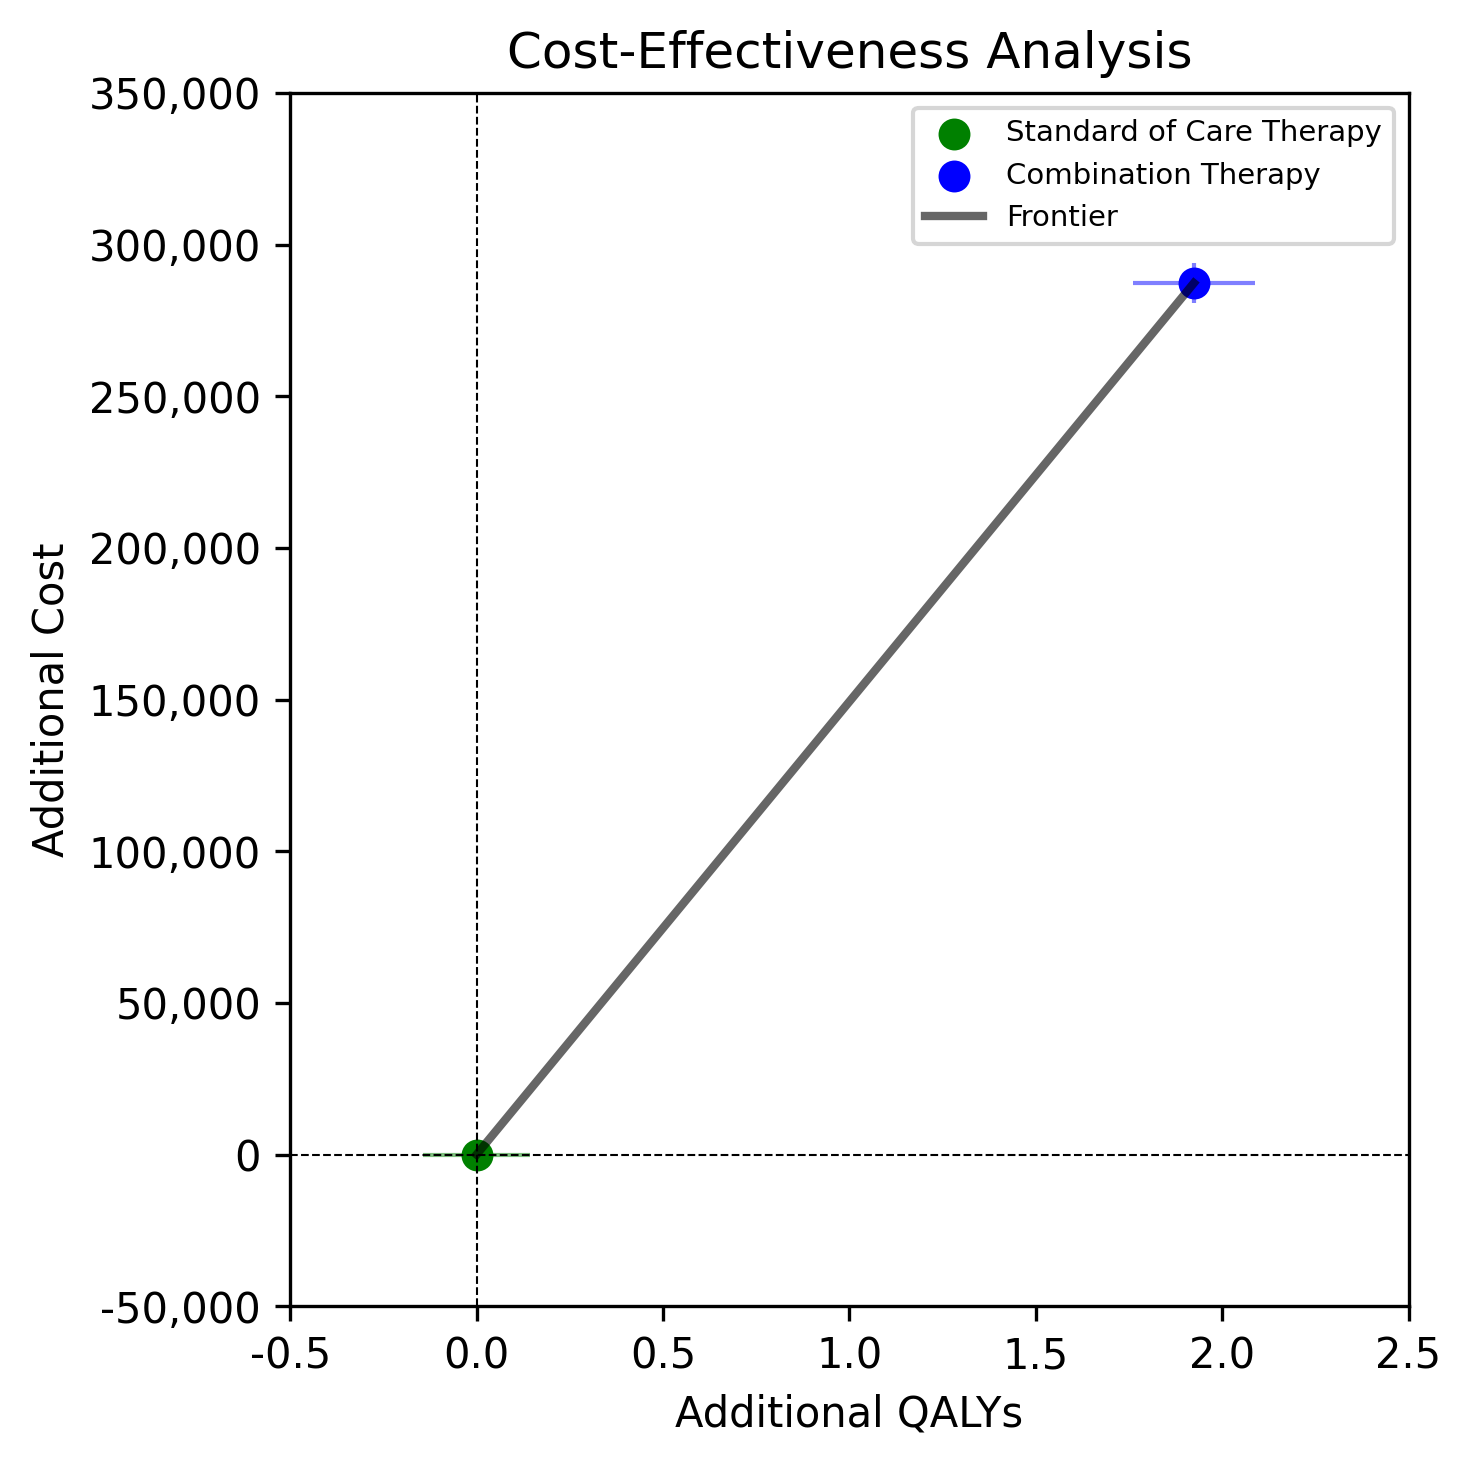 Cost-Effectiveness Analysis
350,000
300,000
250,000
200,000
150,000
100,000
50,000
0
-50,000
Additional Cost
Standard of Care Therapy
Combination Therapy
Frontier
-0.5
0.0
0.5
1.0
1.5
2.0
2.5
Additional QALYs